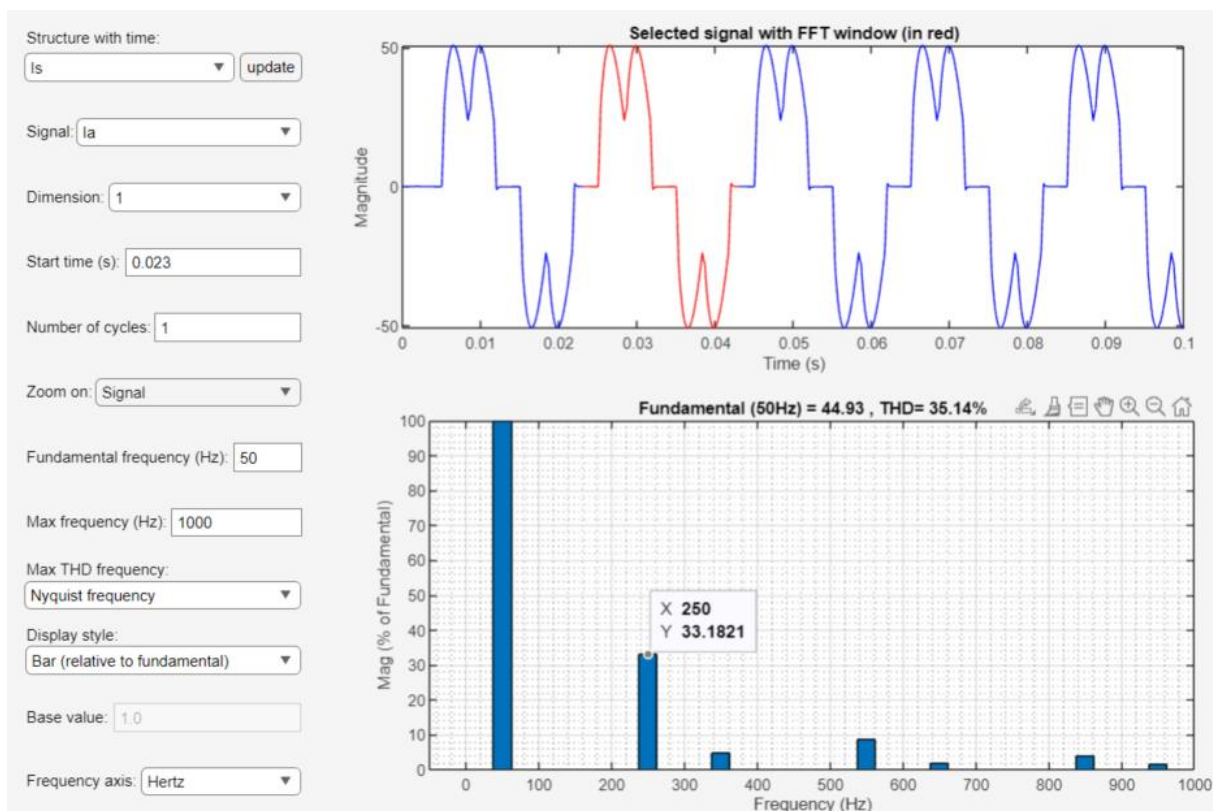 Structure with time:
Is
update
Signal: Ia
Dimension: 1
Start time (s): 0.023
Number of cycles: 1
Zoom on: Signal
Fundamental frequency (Hz): 50
Max frequency (Hz): 1000
Max THD frequency:
Nyquist frequency
Display style:
Bar (relative to fundamental)
Base value: 1.0
Frequency axis: Hertz
Selected signal with FFT window (in red)
50
0
-50
Magnitude
0 0.01 0.02 0.03 0.04 0.05 0.06 0.07 0.08 0.09 0.1
Time (s)
Fundamental (50Hz) = 44.93 , THD= 35.14%
100
90
80
70
60
50
40
30
20
10
0
Mag (% of Fundamental)
X 250
Y 33.1821
0 100 200 300 400 500 600 700 800 900 1000
Frequency (Hz)